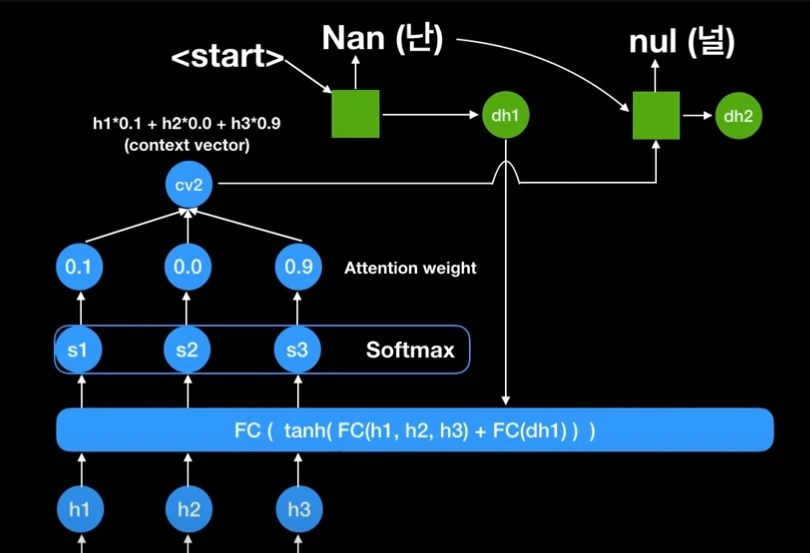 <start>
Nan (난)
nul (널)
h1*0.1 + h2*0.0 + h3*0.9
(context vector)
dh1
dh2
cv2
0.1
0.0
0.9
Attention weight
s1
s2
s3
Softmax
FC ( tanh( FC(h1, h2, h3) + FC(dh1) ) )
h1
h2
h3